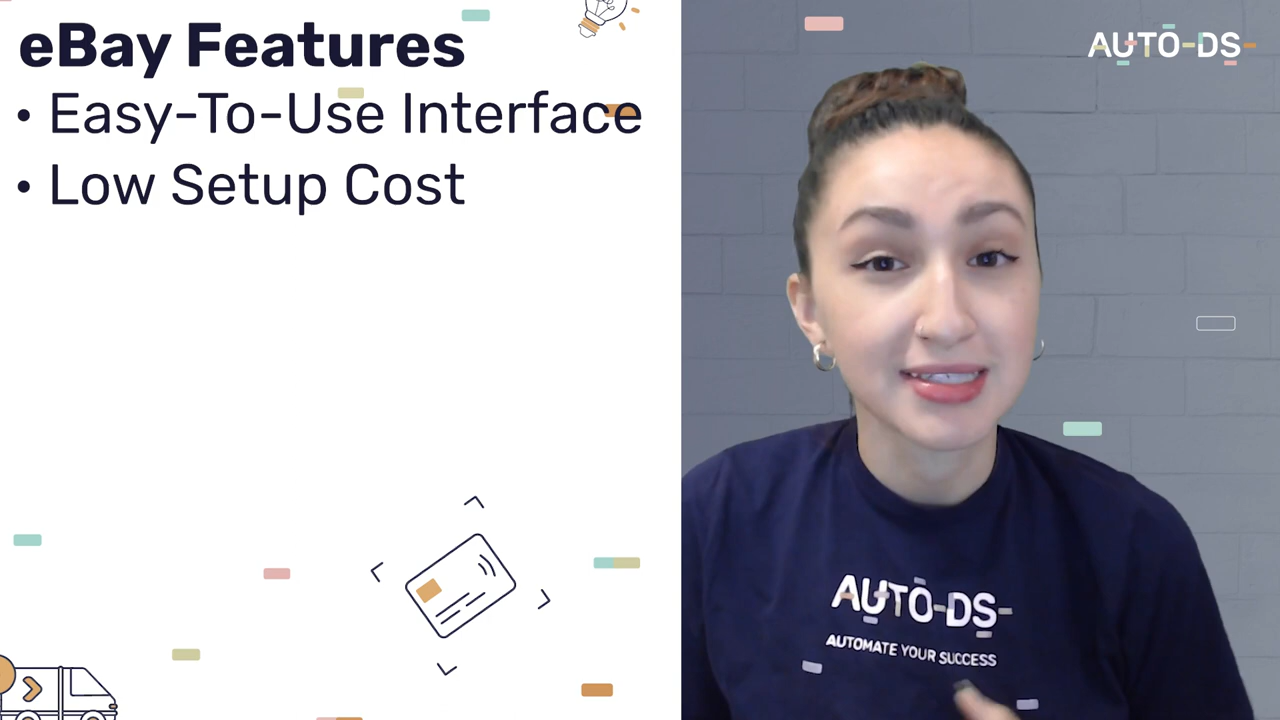 eBay Features
• Easy-To-Use Interface
• Low Setup Cost
AUTO-DS
AUTO-DS
AUTOMATE YOUR SUCCESS